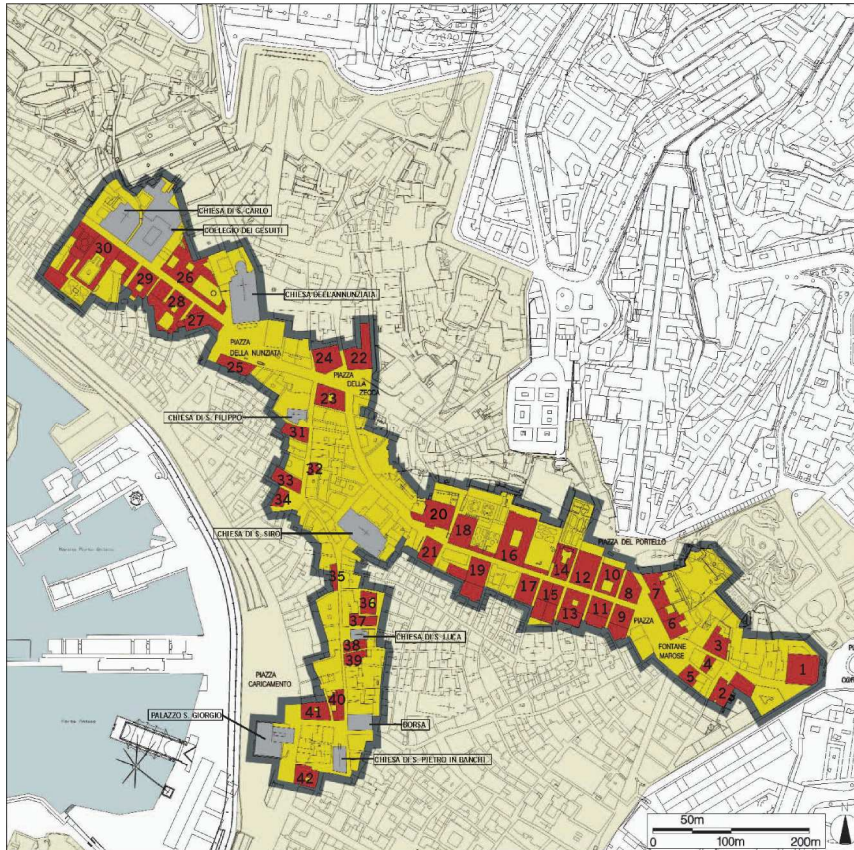 CHIESA DI S. CARLO
COLLEGIO DEI GESUITI
30
29
26
28
27
CHIESA DELL'ANNUNZIATA
PIAZZA
DELLA NUNZIATA
25
24
22
PIAZZA
DELLA
ZECCA
23
CHIESA DI S. FILIPPO
31
32
33
34
CHIESA DI S. SIRO
20
18
16
21
19
PIAZZA DEL PORTELLO
14
12
10
8
7
17
15
13
11
9
PIAZZA
6
FONTANE
MAROSE
3
4
5
2
1
35
36
37
CHIESA DI S. LUCA
38
39
PIAZZA
CARICAMENTO
40
41
PALAZZO S. GIORGIO
BORSA
CHIESA DI S. PIETRO IN BANCHI
42
50m
0
100m
200m